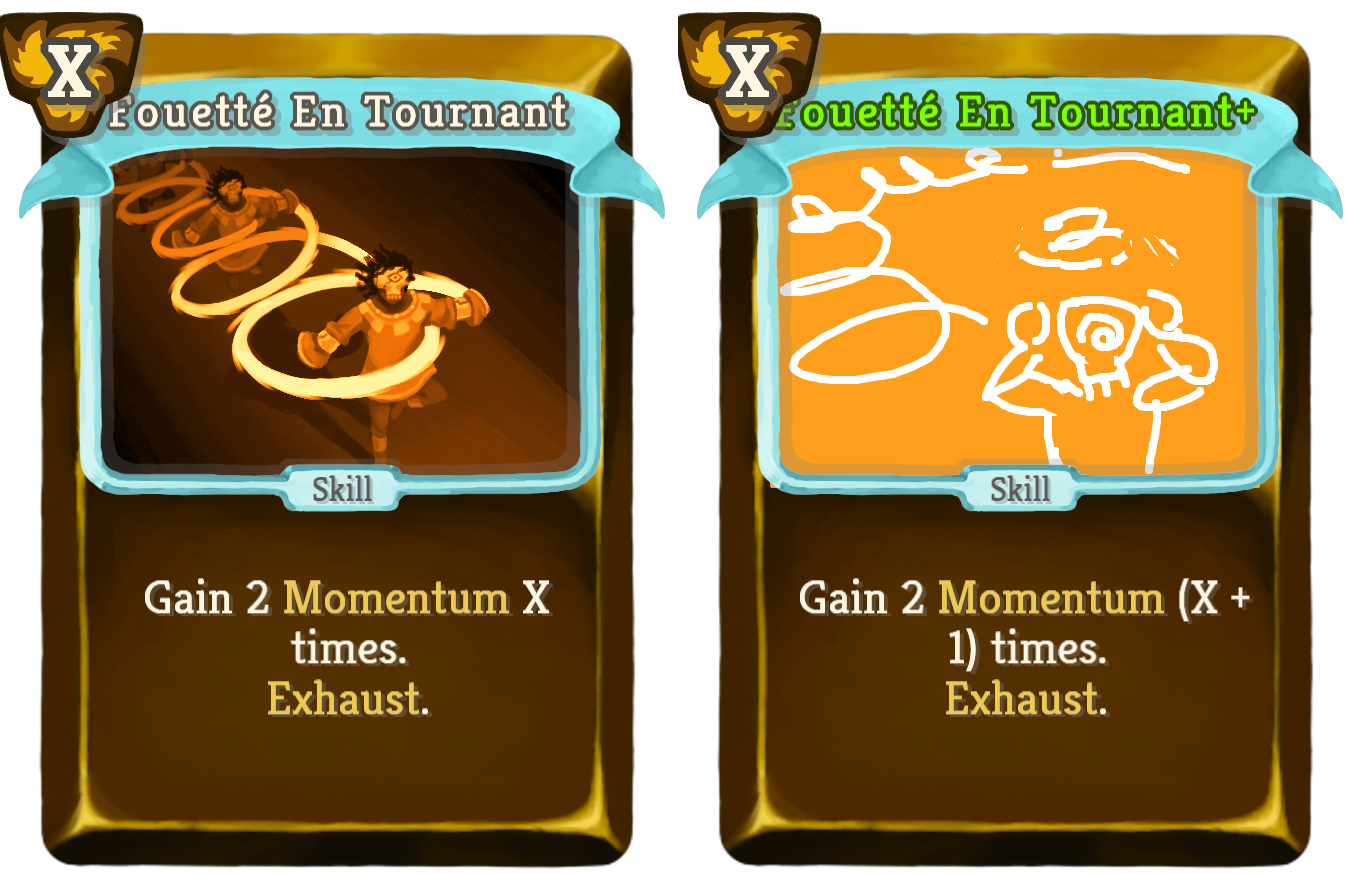 X
Fouetté En Tournant
Skill
Gain 2 Momentum X
times.
Exhaust.
X
Fouetté En Tournant+
Skill
Gain 2 Momentum (X +
1) times.
Exhaust.